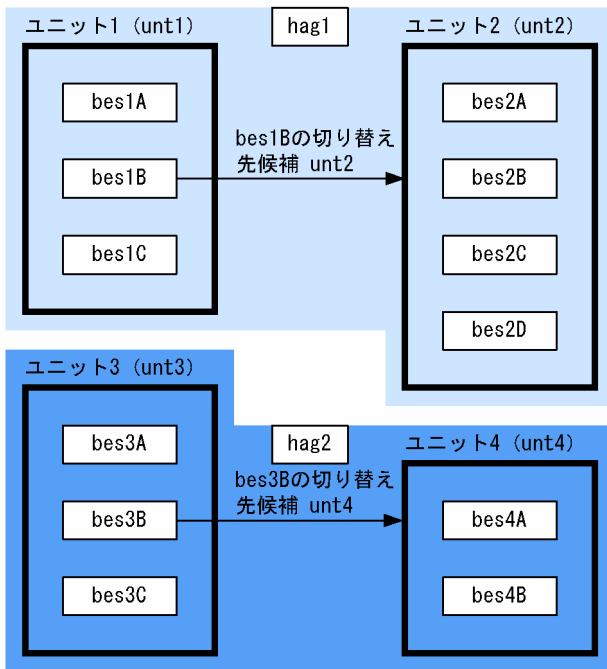 ユニット1 (unt1)
hag1
ユニット2 (unt2)
bes1A
bes1B
bes1C
bes1Bの切り替え
先候補 unt2
bes2A
bes2B
bes2C
bes2D
ユニット3 (unt3)
hag2
ユニット4 (unt4)
bes3A
bes3B
bes3C
bes3Bの切り替え
先候補 unt4
bes4A
bes4B